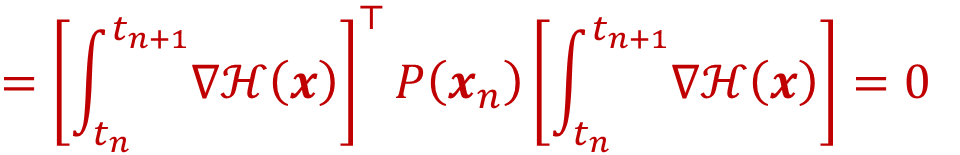 = [∫_{t_n}^{t_{n+1}} ∇ℋ(𝒙)]^⊤ P(𝒙_n) [∫_{t_n}^{t_{n+1}} ∇ℋ(𝒙)] = 0